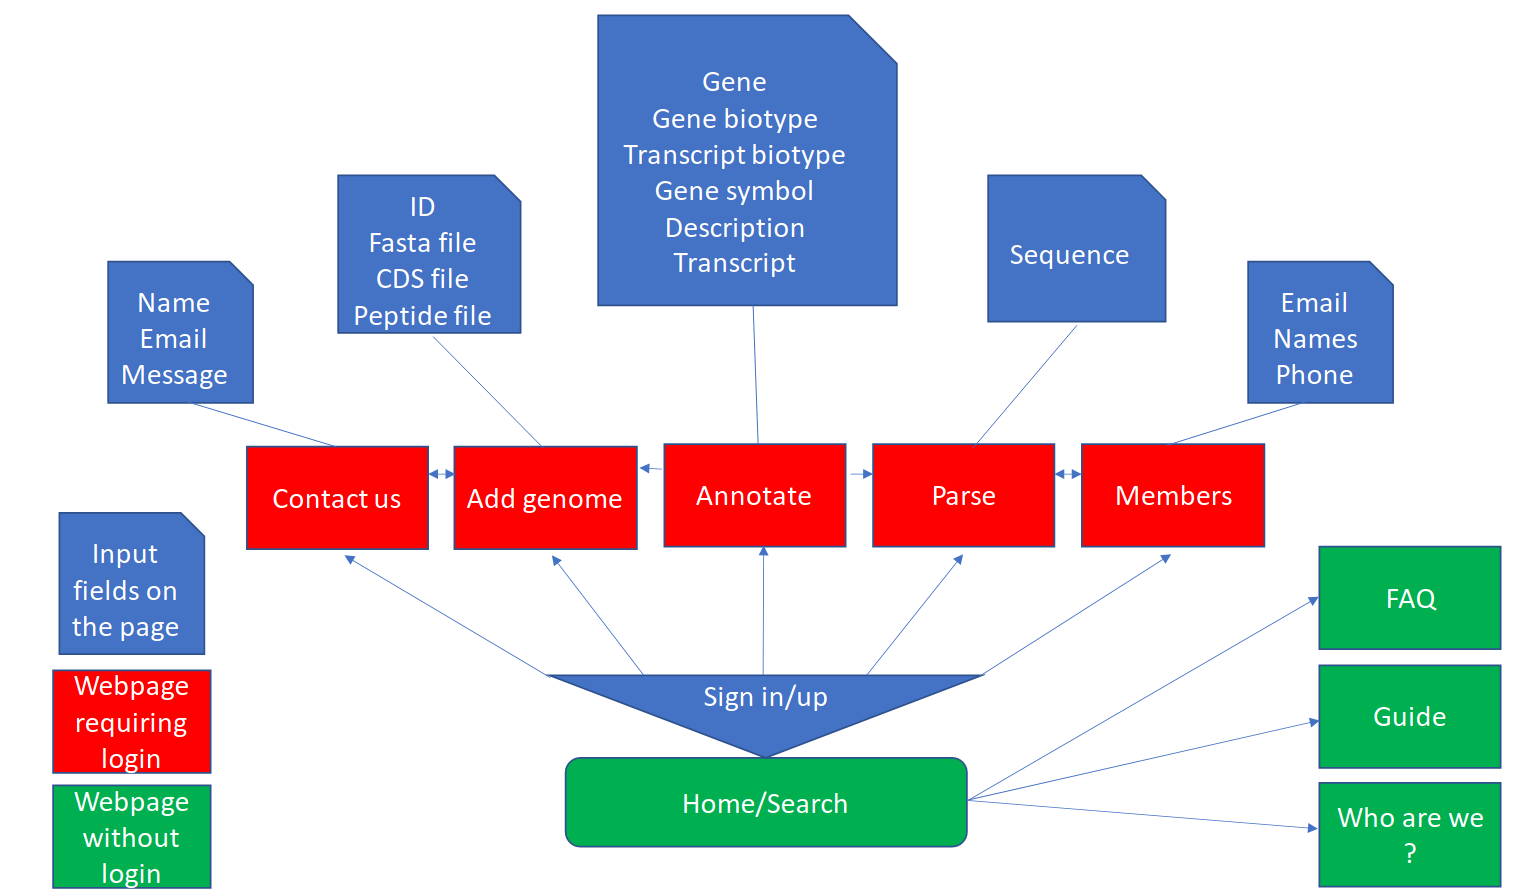 Gene
Gene biotype
Transcript biotype
Gene symbol
Description
Transcript
ID
Fasta file
CDS file
Peptide file
Sequence
Name
Email
Message
Email
Names
Phone
Contact us
Add genome
Annotate
Parse
Members
Input
fields on
the page
Webpage
requiring
login
Webpage
without
login
Sign in/up
Home/Search
FAQ
Guide
Who are we
?